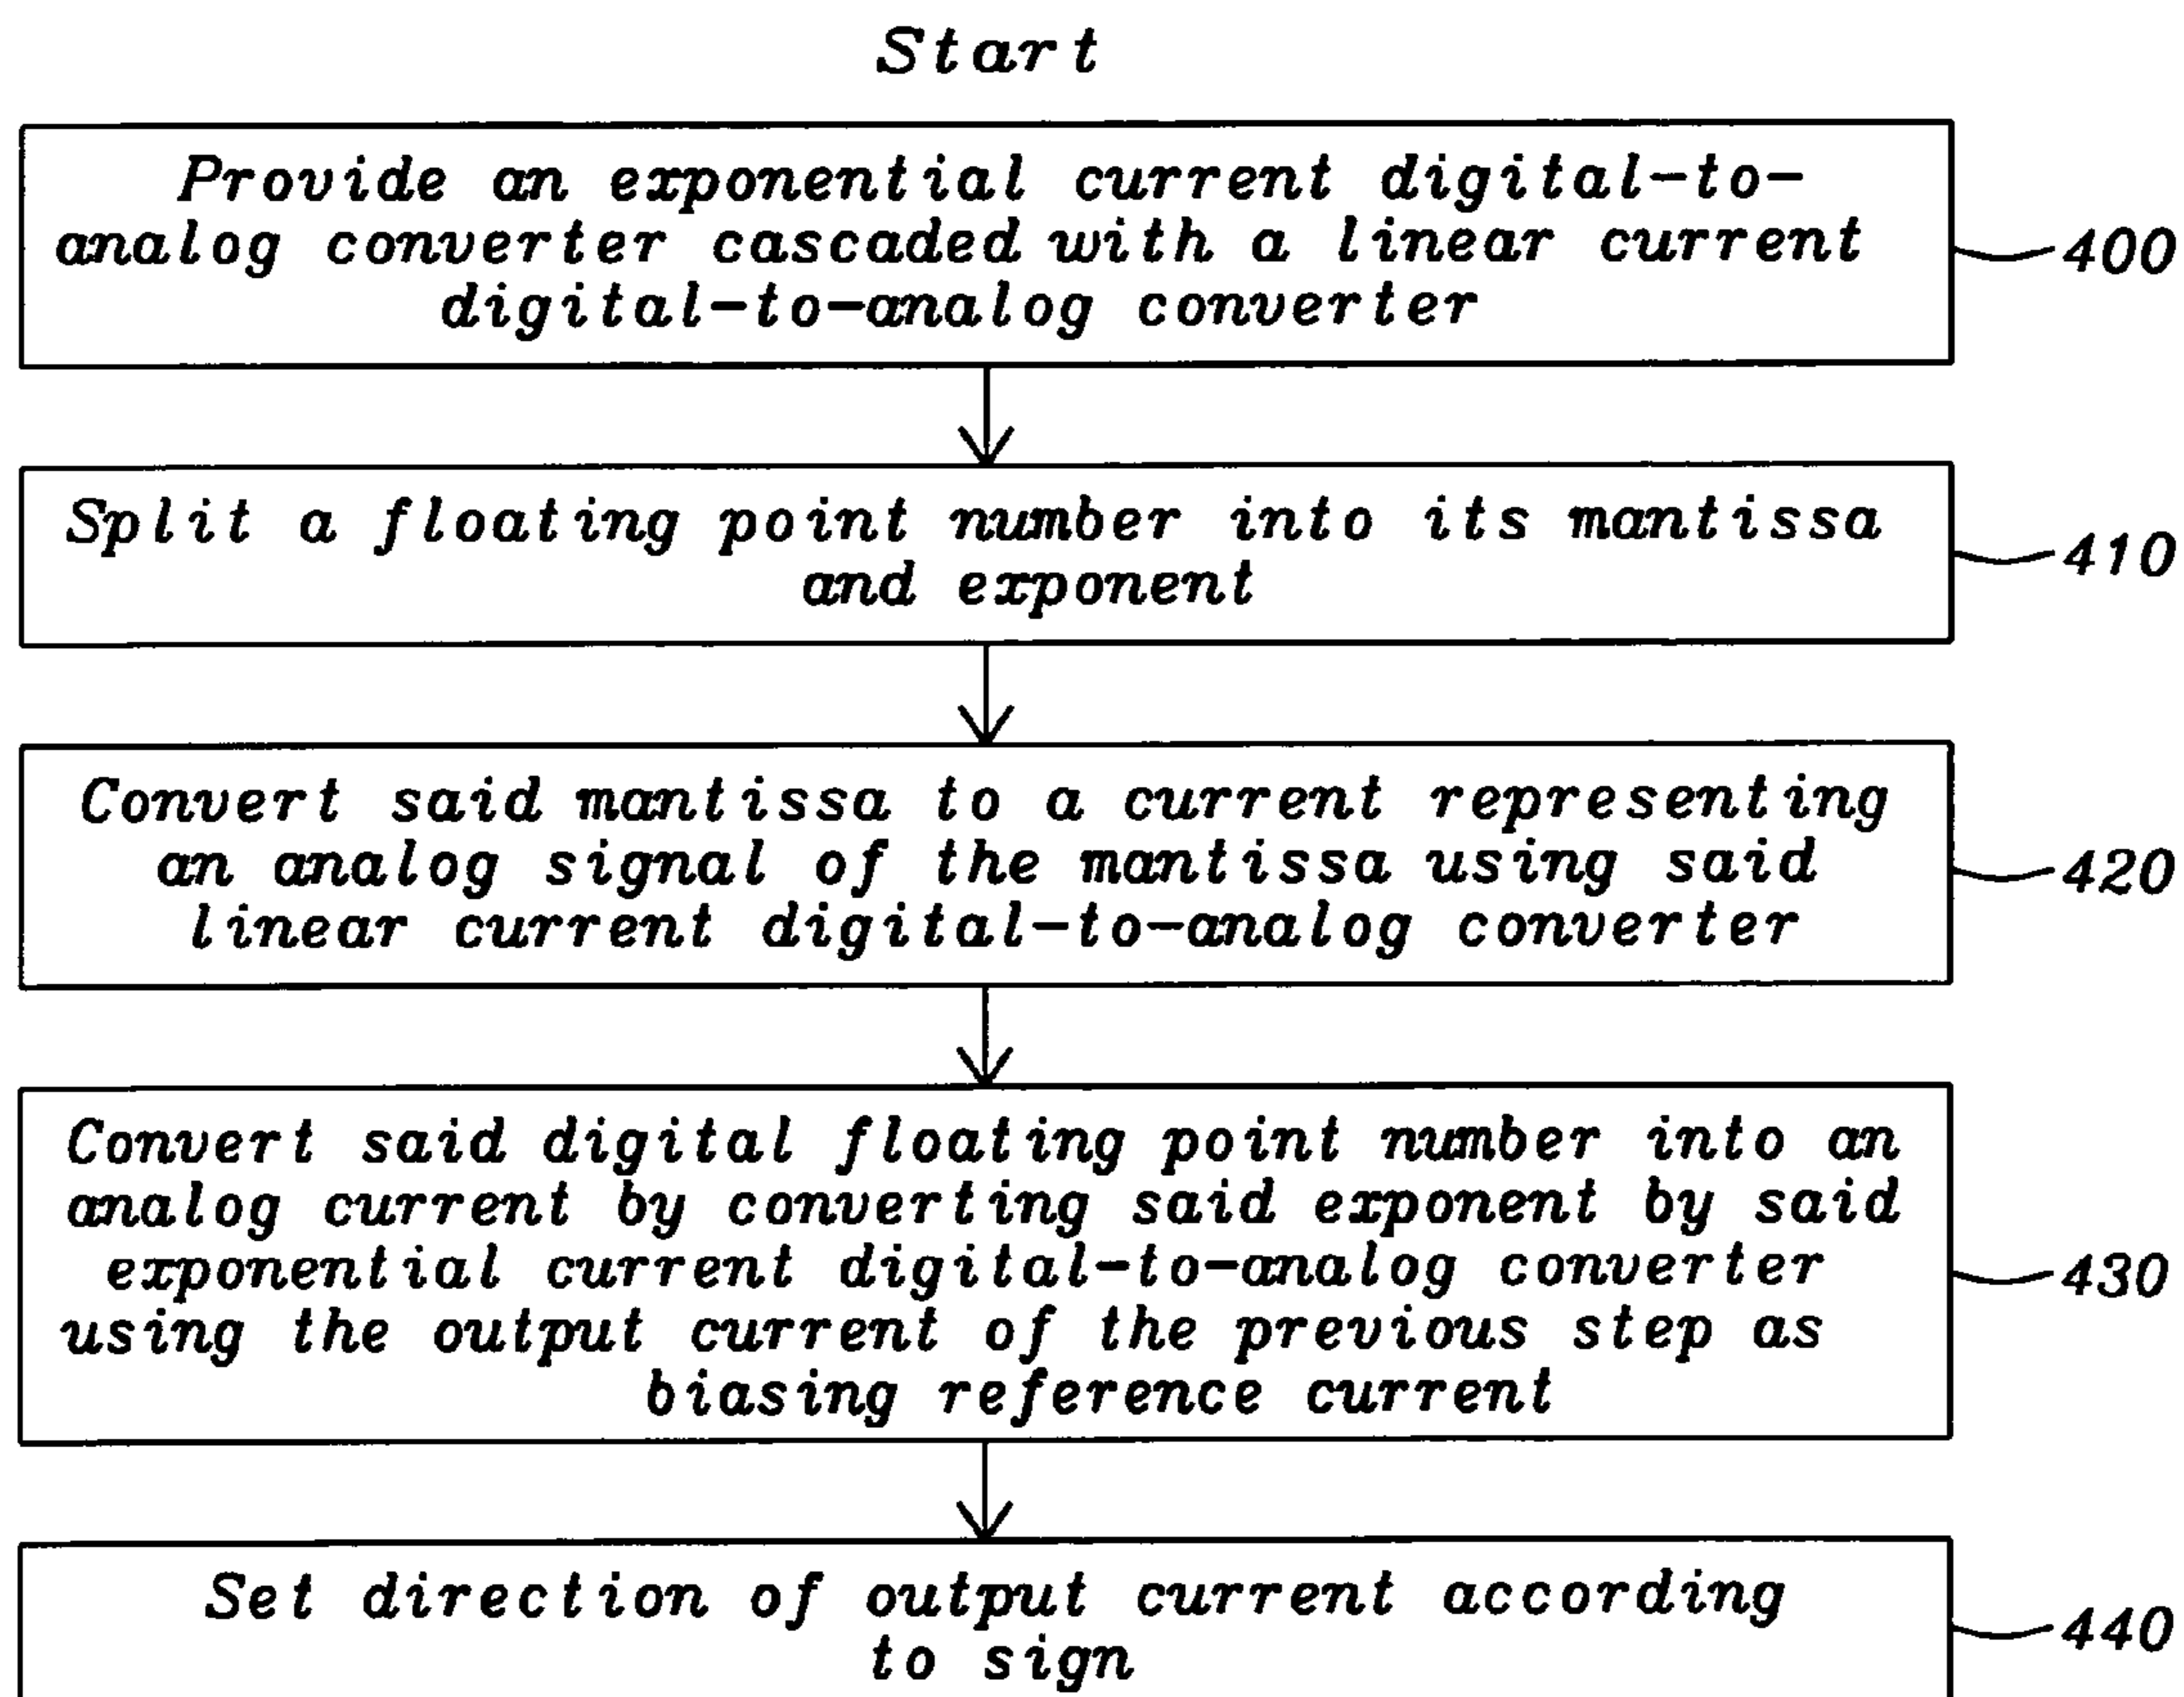 Start
Provide an exponential current digital-to-
analog converter cascaded with a linear current
digital-to-analog converter
400
Split a floating point number into its mantissa
and exponent
410
Convert said mantissa to a current representing
an analog signal of the mantissa using said
linear current digital-to-analog converter
420
Convert said digital floating point number into an
analog current by converting said exponent by said
exponential current digital-to-analog converter
using the output current of the previous step as
biasing reference current
430
Set direction of output current according
to sign
440